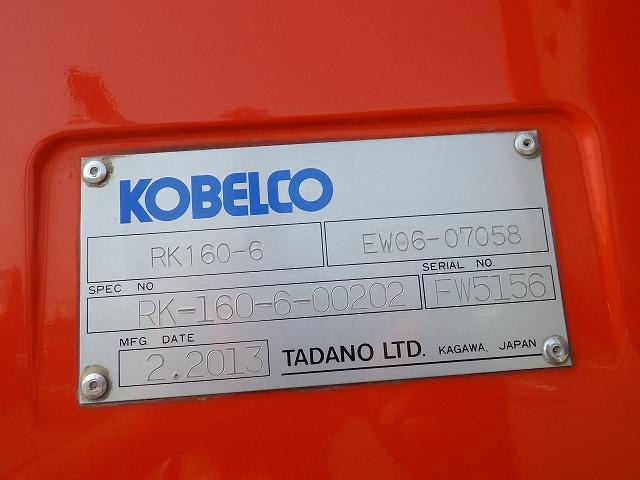 KOBELCO
RK160-6 EW06-07058
SPEC NO SERIAL NO.
RK-160-6-00202 FW5156
MFG DATE
2.2013 TADANO LTD. KAGAWA, JAPAN